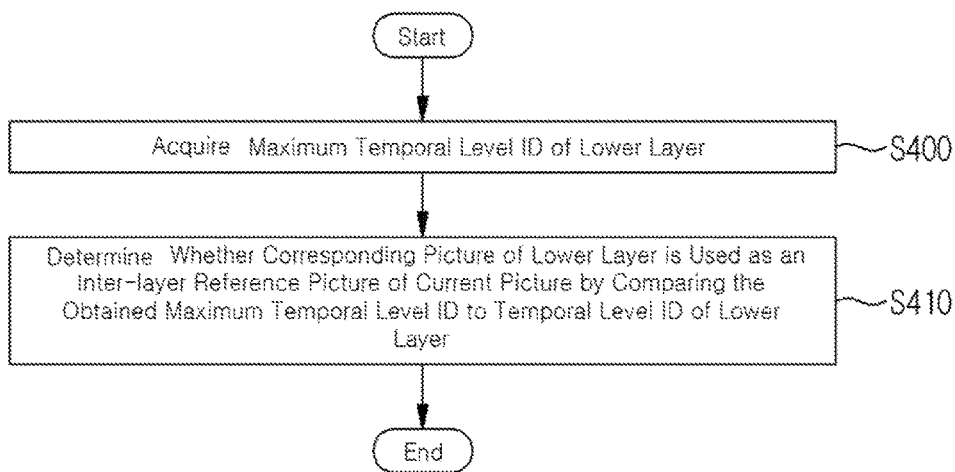 Start
Acquire Maximum Temporal Level ID of Lower Layer
S400
Determine Whether Corresponding Picture of Lower Layer is Used as an
Inter-layer Reference Picture of Current Picture by Comparing the
Obtained Maximum Temporal Level ID to Temporal Level ID of Lower
Layer
S410
End